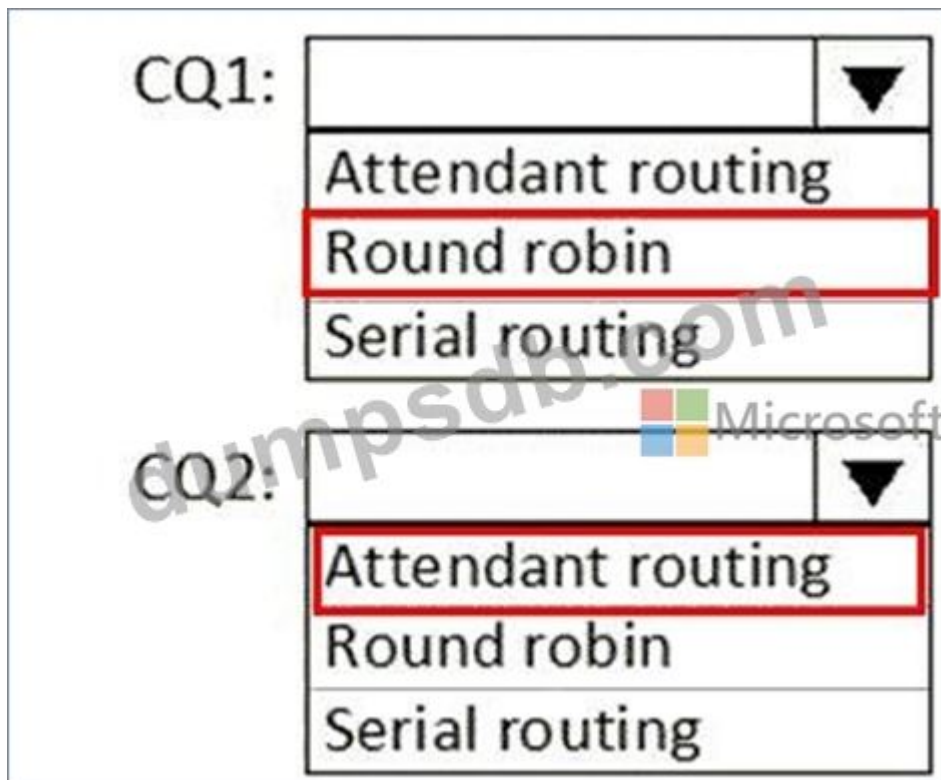 CQ1:
Attendant routing
Round robin
Serial routing
dumpsdb.com
Microsoft
CQ2:
Attendant routing
Round robin
Serial routing